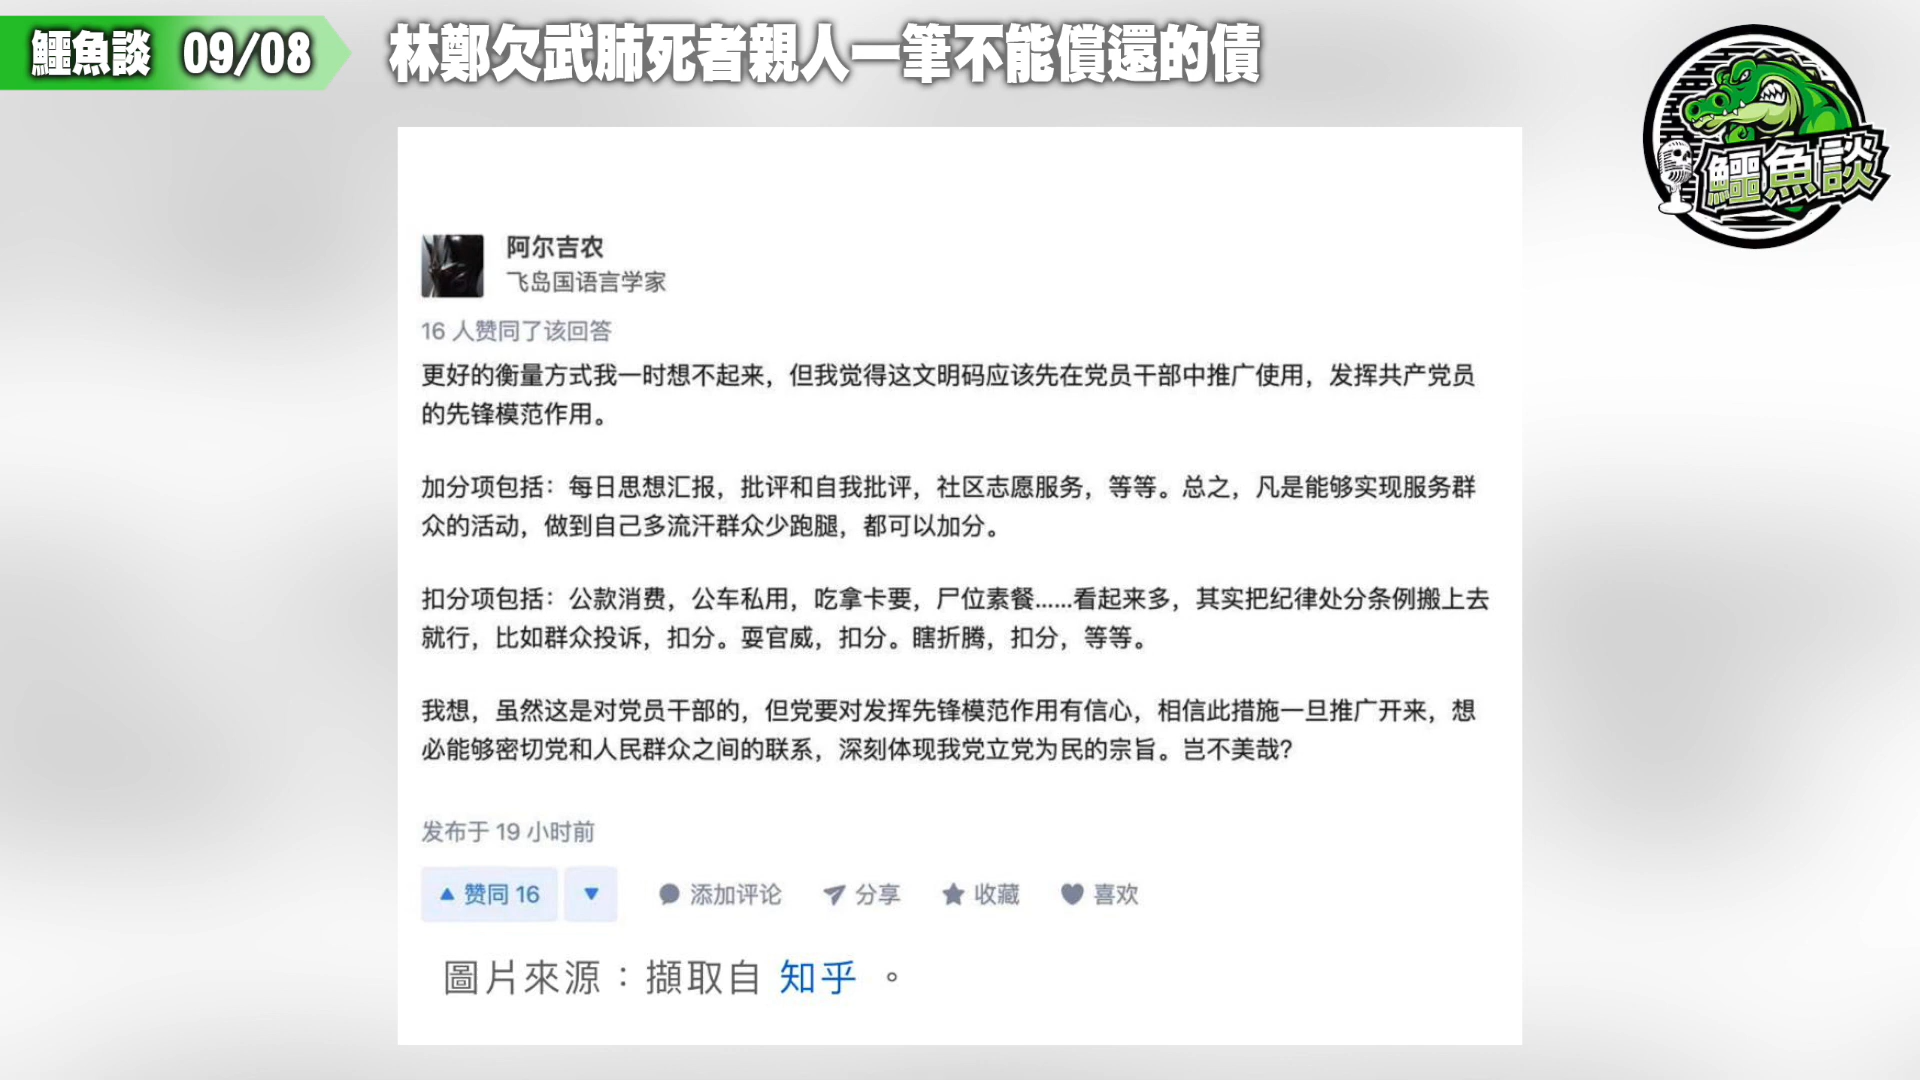 鱷魚談 09/08
林鄭欠武肺死者親人一筆不能償還的債
鱷魚談
阿尔吉农
飞岛国语言学家
16 人赞同了该回答
更好的衡量方式我一时想不起来，但我觉得这文明码应该先在党员干部中推广使用，发挥共产党员
的先锋模范作用。
加分项包括：每日思想汇报，批评和自我批评，社区志愿服务，等等。总之，凡是能够实现服务群
众的活动，做到自己多流汗群众少跑腿，都可以加分。
扣分项包括：公款消费，公车私用，吃拿卡要，尸位素餐......看起来多，其实把纪律处分条例搬上去
就行，比如群众投诉，扣分。耍官威，扣分。瞎折腾，扣分，等等。
我想，虽然这是对党员干部的，但党要对发挥先锋模范作用有信心，相信此措施一旦推广开来，想
必能够密切党和人民群众之间的联系，深刻体现我党立党为民的宗旨。岂不美哉？
发布于 19 小时前
赞同 16 添加评论 分享 收藏 喜欢
圖片來源：擷取自 知乎 。